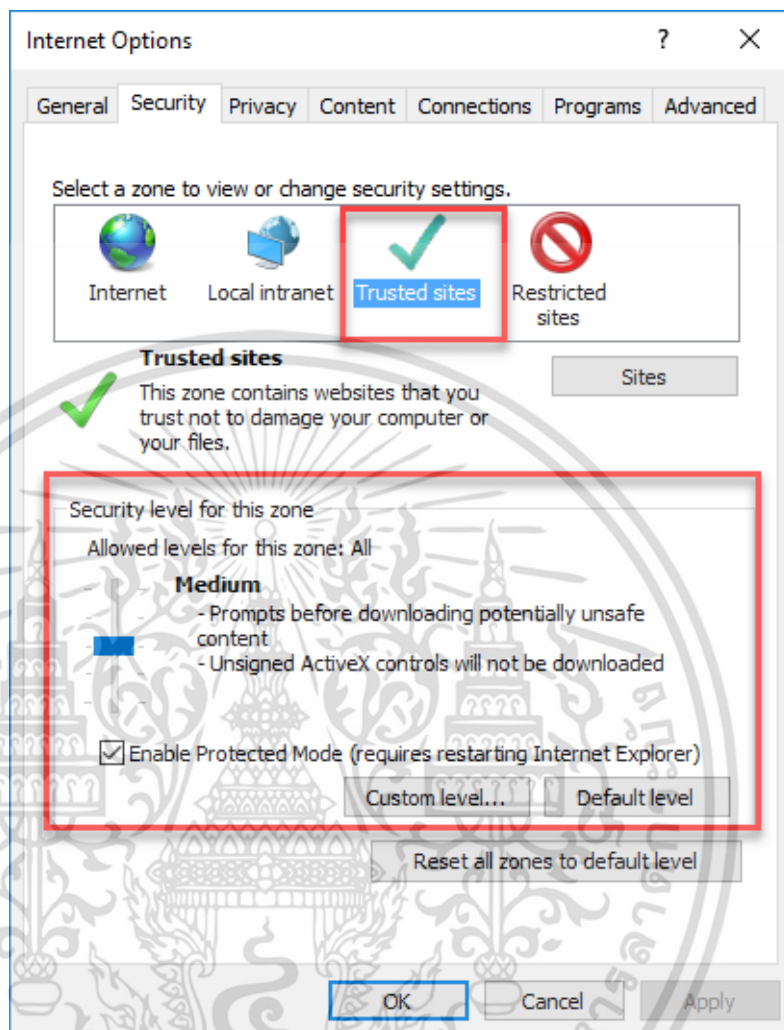 Internet Options ?
General Security Privacy Content Connections Programs Advanced
Select a zone to view or change security settings.
Internet Local intranet Trusted sites Restricted
sites
Trusted sites
Sites
This zone contains websites that you
trust not to damage your computer or
your files.
Security level for this zone
Allowed levels for this zone: All
Medium
- Prompts before downloading potentially unsafe
content
- Unsigned ActiveX controls will not be downloaded
Enable Protected Mode (requires restarting Internet Explorer)
Custom level... Default level
Reset all zones to default level
OK Cancel Apply